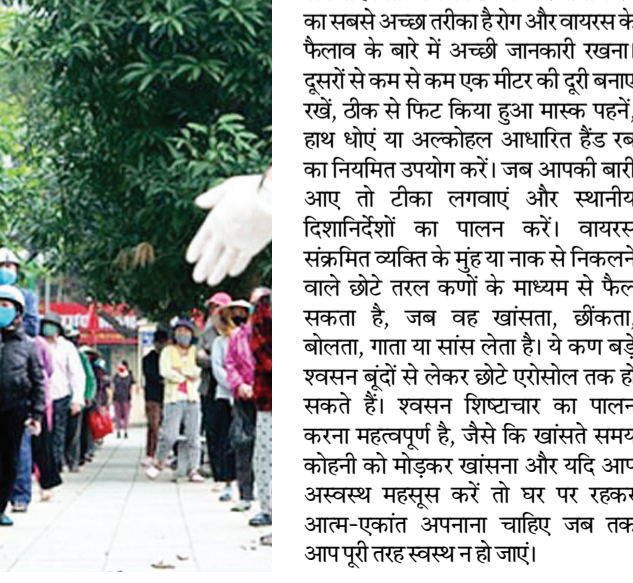 का सबसे अच्छा तरीका है रोग और वायरस के
फैलाव के बारे में अच्छी जानकारी रखना।
दूसरों से कम से कम एक मीटर की दूरी बनाए
रखें, ठीक से फिट किया हुआ मास्क पहनें,
हाथ धोएं या अल्कोहल आधारित हैंड रब
का नियमित उपयोग करें। जब आपकी बारी
आए तो टीका लगवाएं और स्थानीय
दिशानिर्देशों का पालन करें। वायरस
संक्रमित व्यक्ति के मुंह या नाक से निकलने
वाले छोटे तरल कणों के माध्यम से फैल
सकता है, जब वह खांसता, छींकता,
बोलता, गाता या सांस लेता है। ये कण बड़े
श्वसन बूंदों से लेकर छोटे एरोसोल तक हो
सकते हैं। श्वसन शिष्टाचार का पालन
करना महत्वपूर्ण है, जैसे कि खांसते समय
कोहनी को मोड़कर खांसना और यदि आप
अस्वस्थ महसूस करें तो घर पर रहकर
आत्म-एकांत अपनाना चाहिए जब तक
आप पूरी तरह स्वस्थ न हो जाएं।